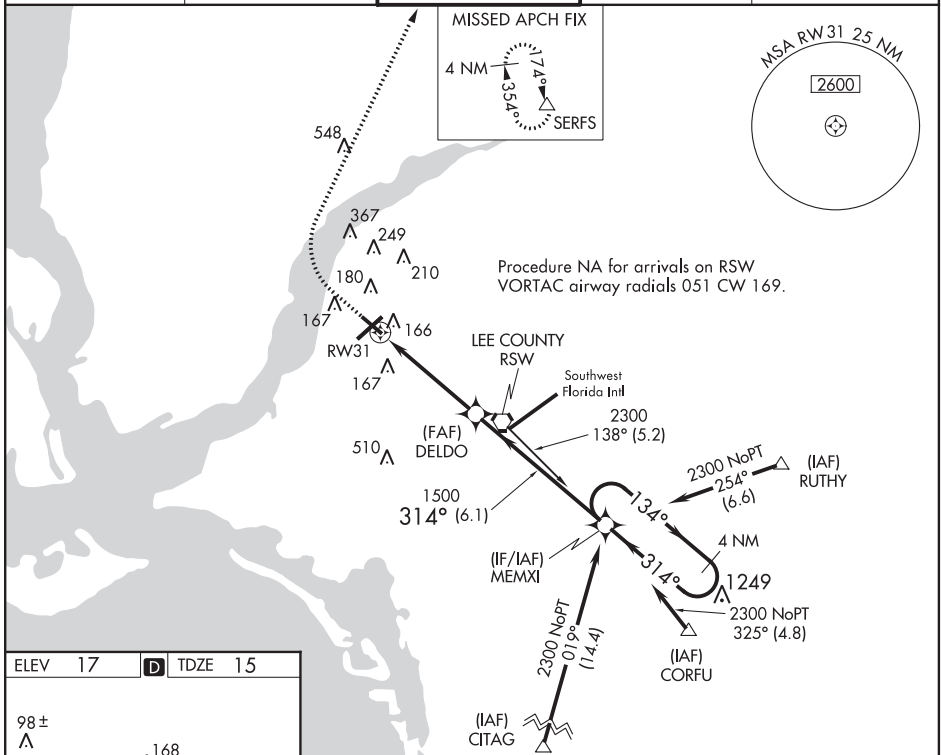 MISSED APCH FIX
4 NM
174°
354°
SERFS
MSA RW31 25 NM
2600
548
367
249
210
180
167
166
RW31
167
510
Procedure NA for arrivals on RSW
VORTAC airway radials 051 CW 169.
LEE COUNTY
RSW
Southwest
Florida Intl
2300
138° (5.2)
(FAF)
DELDO
1500
314° (6.1)
2300 NoPT
254°
(6.6)
(IAF)
RUTHY
134°
4 NM
314°
1249
(IF/IAF)
MEMXI
2300 NoPT
325° (4.8)
(IAF)
CORFU
2300 NoPT
019°
(14.4)
(IAF)
CITAG
ELEV 17 D TDZE 15
98±
168